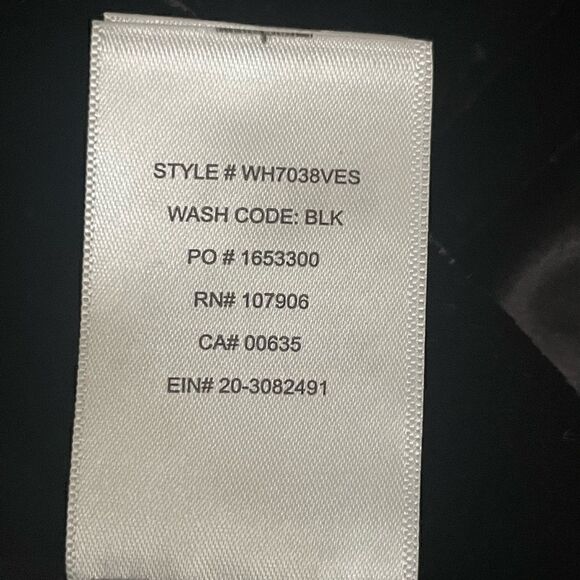 STYLE # WH7038VES
WASH CODE: BLK
PO # 1653300
RN# 107906
CA# 00635
EIN# 20-3082491